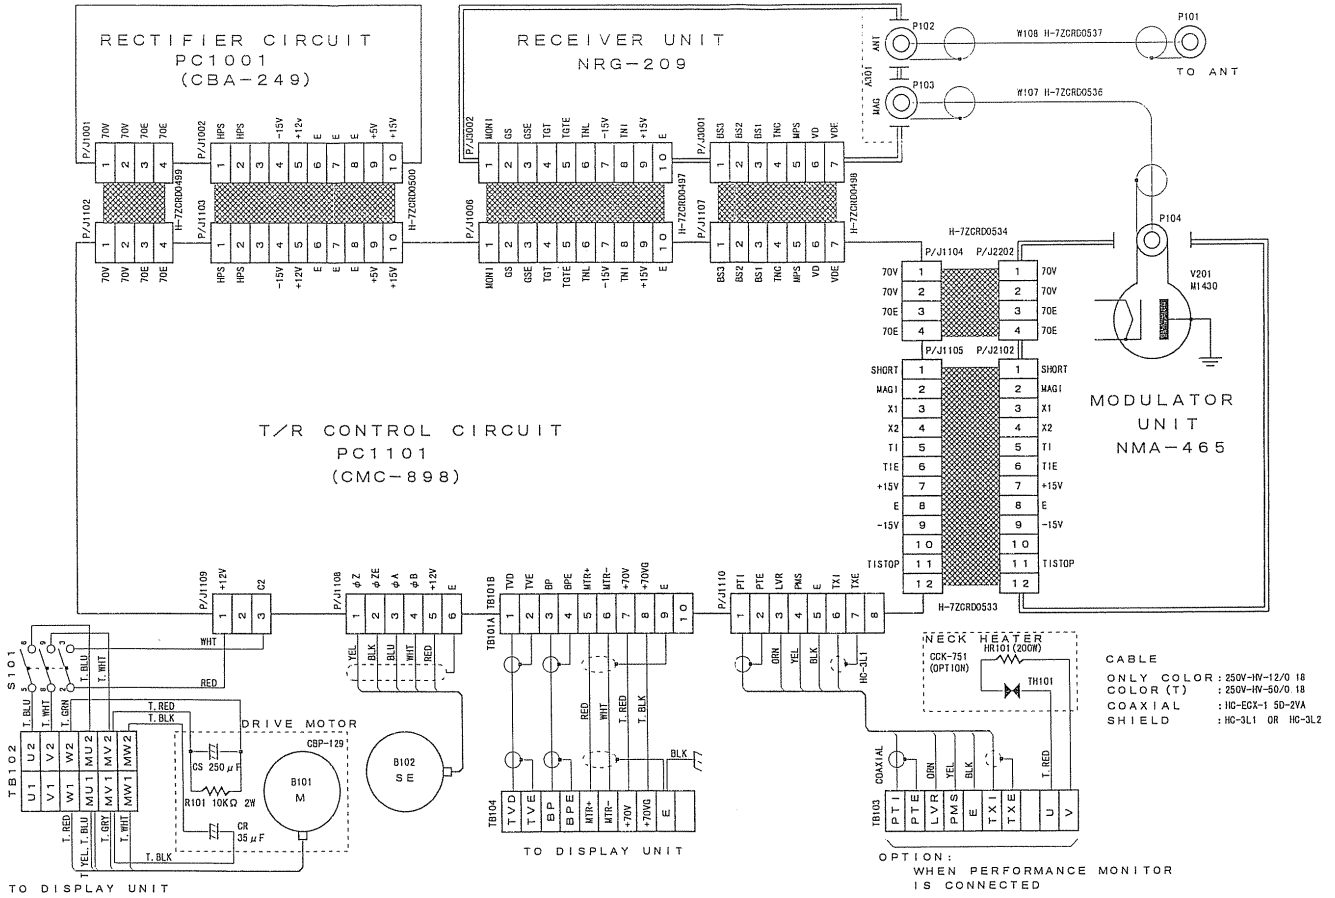 RECTIFIER CIRCUIT
PC1001
(CBA-249)
RECEIVER UNIT
NRG-209
P102
ANT
W108 H-7ZCRD0537
P101
TO ANT
A301
P103
MAG
W107 H-7ZCRD0536
P/J1001
70V 70V 70E 70E
1 2 3 4
P/J1002
HPS HPS -15V +12v E E E +5V +15V
1 2 3 4 5 6 7 8 9 10
P/J3002
MONI GS GSE TGT TGTE TNL -15V TNI +15V E
1 2 3 4 5 6 7 8 9 10
P/J3001
BS3 BS2 BS1 TNC MPS VD VDE
1 2 3 4 5 6 7
H-7ZCRD0499
H-7ZCRD0500
H-7ZCRD0497
H-7ZCRD0498
P/J1102
1 2 3 4
70V 70V 70E 70E
P/J1103
1 2 3 4 5 6 7 8 9 10
HPS HPS -15V +12V E E E +5V +15V
P/J1006
1 2 3 4 5 6 7 8 9 10
MONI GS GSE TGT TGTE TNL -15V TNI +15V E
P/J1107
1 2 3 4 5 6 7
BS3 BS2 BS1 TNC MPS VD VDE
P104
V201
M1430
H-7ZCRD0534
P/J1104 P/J2202
70V 1 1 70V
70V 2 2 70V
70E 3 3 70E
70E 4 4 70E
P/J1105 P/J2102
SHORT 1 1 SHORT
MAGI 2 2 MAGI
X1 3 3 X1
X2 4 4 X2
TI 5 5 TI
TIE 6 6 TIE
+15V 7 7 +15V
E 8 8 E
-15V 9 9 -15V
10 10
TISTOP 11 11 TISTOP
12 12
H-7ZCRD0533
MODULATOR
UNIT
NMA-465
T/R CONTROL CIRCUIT
PC1101
(CMC-898)
P/J1109
+12V C2
1 2 3
WHT
RED
P/J1108
φZ φZE φA φB +12V E
1 2 3 4 5 6
YEL BLK BLU WHT RED
TB101B
TB101A
TVD TVE BP BPE MTR+ MTR- +70V +70VG E
1 2 3 4 5 6 7 8 9 10
P/J1110
PTI PTE LVR PMS E TXI TXE
1 2 3 4 5 6 7 8
ORN YEL BLK
HC-3L1
S101
6 9 3
5 8 2
T.BLU T.WHT
T.BLU T.WHT T.GRN
T.RED
T.BLK
TB102
U2 V2 W2 MU2 MV2 MW2
U1 V1 W1 MU1 MV1 MW1
T.RED T.YEL T.BLU T.GRY T.WHT
T.BLK
TO DISPLAY UNIT
DRIVE MOTOR
CBP-129
CS 250μF
R101 10KΩ 2W
CR
35μF
B101
M
B102
SE
RED WHT T.RED T.BLK
BLK
TB104
TVD TVE BP BPE MTR+ MTR- +70V +70VG E
TO DISPLAY UNIT
NECK HEATER
CCK-751
(OPTION)
HR101(200W)
TH101
T.RED
COAXIAL ORN YEL BLK
TB103
PTI PTE LVR PMS E TXI TXE U V
OPTION:
WHEN PERFORMANCE MONITOR
IS CONNECTED
CABLE
ONLY COLOR : 250V-HV-12/0 18
COLOR (T) : 250V-HV-50/0.18
COAXIAL : HC-ECX-1 5D-2VA
SHIELD : HC-3L1 OR HC-3L2